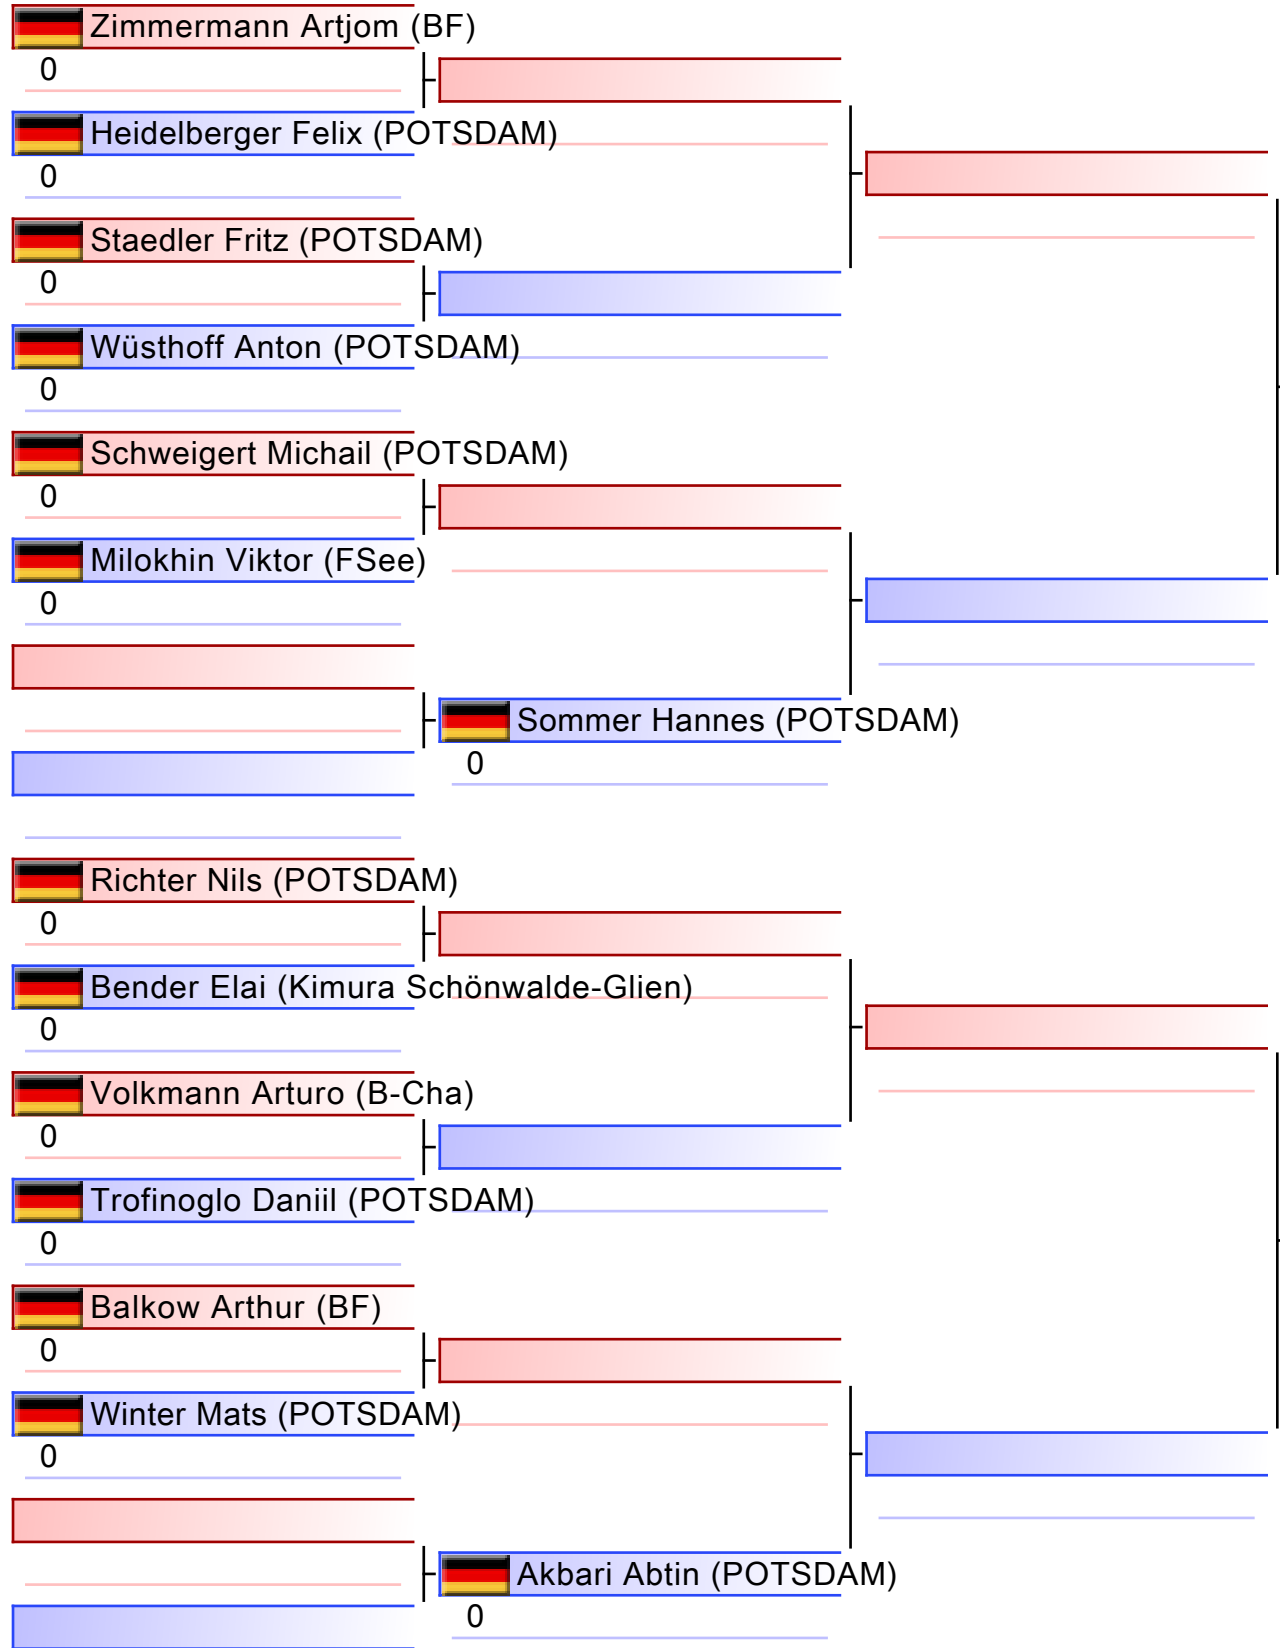 Zimmermann Artjom (BF)
0
Heidelberger Felix (POTSDAM)
0
Staedler Fritz (POTSDAM)
0
Wüsthoff Anton (POTSDAM)
0
Schweigert Michail (POTSDAM)
0
Milokhin Viktor (FSee)
0
Sommer Hannes (POTSDAM)
0
Richter Nils (POTSDAM)
0
Bender Elai (Kimura Schönwalde-Glien)
0
Volkmann Arturo (B-Cha)
0
Trofinoglo Daniil (POTSDAM)
0
Balkow Arthur (BF)
0
Winter Mats (POTSDAM)
0
Akbari Abtin (POTSDAM)
0